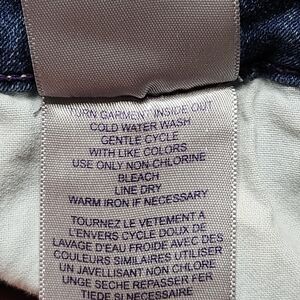 TURN GARMENT INSIDE OUT
COLD WATER WASH
GENTLE CYCLE
WITH LIKE COLORS
USE ONLY NON-CHLORINE
BLEACH
LINE DRY
WARM IRON IF NECESSARY
TOURNEZ LE VETEMENT A
L'ENVERS CYCLE DOUX DE
LAVAGE D'EAU FROIDE AVEC DES
COULEURS SIMILAIRES UTILISER
UN JAVELLISANT NON CHLORE
UNGE SECHE REPASSER FER
TIEDE SI NECESSAIRE